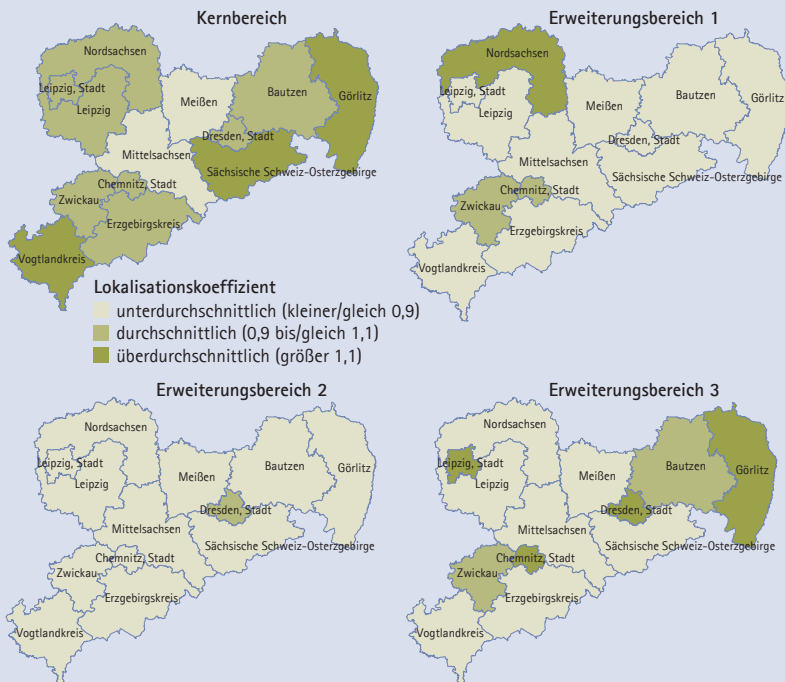 Kernbereich
Nordsachsen
Leipzig, Stadt
Leipzig
Meißen
Bautzen
Görlitz
Dresden, Stadt
Mittelsachsen
Sächsische Schweiz-Osterzgebirge
Chemnitz, Stadt
Zwickau
Erzgebirgskreis
Vogtlandkreis
Erweiterungsbereich 1
Nordsachsen
Leipzig, Stadt
Leipzig
Meißen
Bautzen
Görlitz
Dresden, Stadt
Mittelsachsen
Sächsische Schweiz-Osterzgebirge
Chemnitz, Stadt
Zwickau
Erzgebirgskreis
Vogtlandkreis
Lokalisationskoeffizient
unterdurchschnittlich (kleiner/gleich 0,9)
durchschnittlich (0,9 bis/gleich 1,1)
überdurchschnittlich (größer 1,1)
Erweiterungsbereich 2
Nordsachsen
Leipzig, Stadt
Leipzig
Meißen
Bautzen
Görlitz
Dresden, Stadt
Mittelsachsen
Sächsische Schweiz-Osterzgebirge
Chemnitz, Stadt
Zwickau
Erzgebirgskreis
Vogtlandkreis
Erweiterungsbereich 3
Nordsachsen
Leipzig, Stadt
Leipzig
Meißen
Bautzen
Görlitz
Dresden, Stadt
Mittelsachsen
Sächsische Schweiz-Osterzgebirge
Chemnitz, Stadt
Zwickau
Erzgebirgskreis
Vogtlandkreis